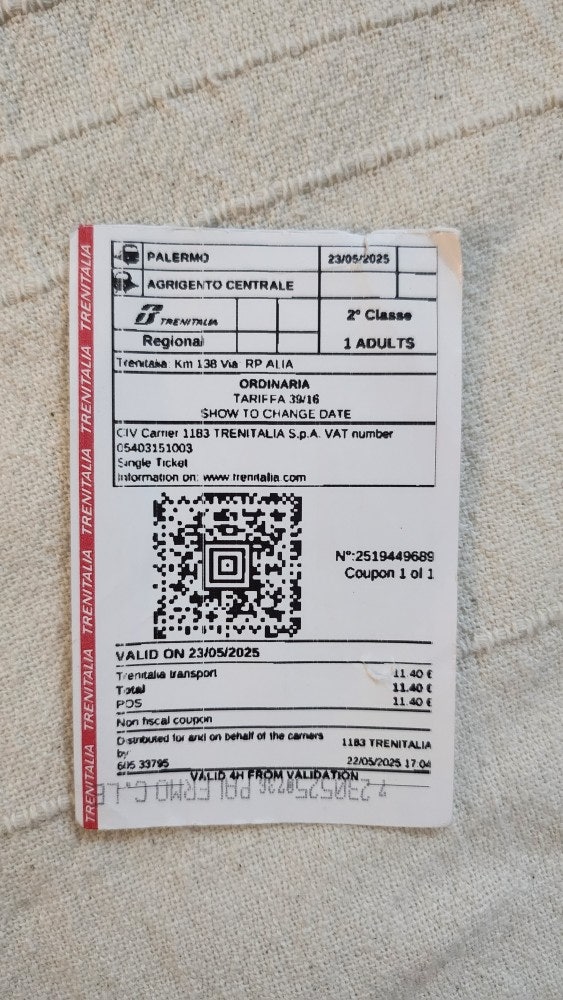 PALERMO
23/05/2025
AGRIGENTO CENTRALE
TRENITALIA
2° Classe
Regional
1 ADULTS
Trenitalia: Km 138 Via RP ALIA
ORDINARIA
TARIFFA 39/16
SHOW TO CHANGE DATE
CIV Carrier 1183 TRENITALIA S.p.A. VAT number
05403151003
Single Ticket
Information on: www.trenitalia.com
N°:2519449689
Coupon 1 of 1
VALID ON 23/05/2025
Trenitalia transport 11.40 €
Total 11.40 €
POS 11.40 €
Non fiscal coupon
Distributed for and on behalf of the carriers
by: 1183 TRENITALIA
605 33795 22/05/2025 17:04
VALID 4H FROM VALIDATION
PALERMO C.LE
TRENITALIA TRENITALIA TRENITALIA TRENITALIA TRENITALIA TRENITALIA